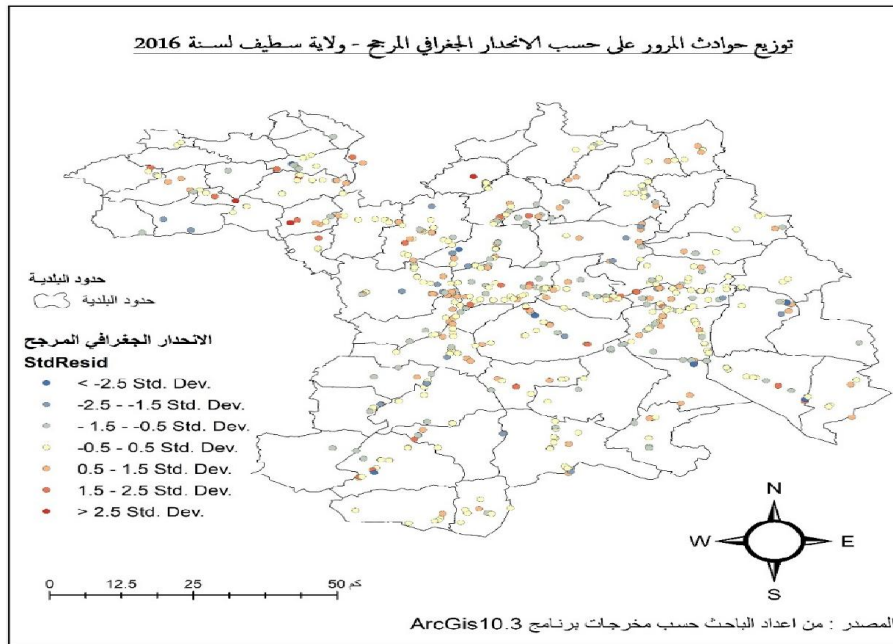 توزيع حوادث المرور على حسب الانحدار الجغرافي المرجح - ولاية سطيف لسنة 2016
حدود البلدية
حدود البلدية
الانحدار الجغرافي المرجح
StdResid
< -2.5 Std. Dev.
-2.5 - -1.5 Std. Dev.
- 1.5 - -0.5 Std. Dev.
-0.5 - 0.5 Std. Dev.
0.5 - 1.5 Std. Dev.
1.5 - 2.5 Std. Dev.
> 2.5 Std. Dev.
N
W E
S
0 12.5 25 50 كم
المصدر : من اعداد الباحث حسب مخرجات برنامج ArcGis10.3